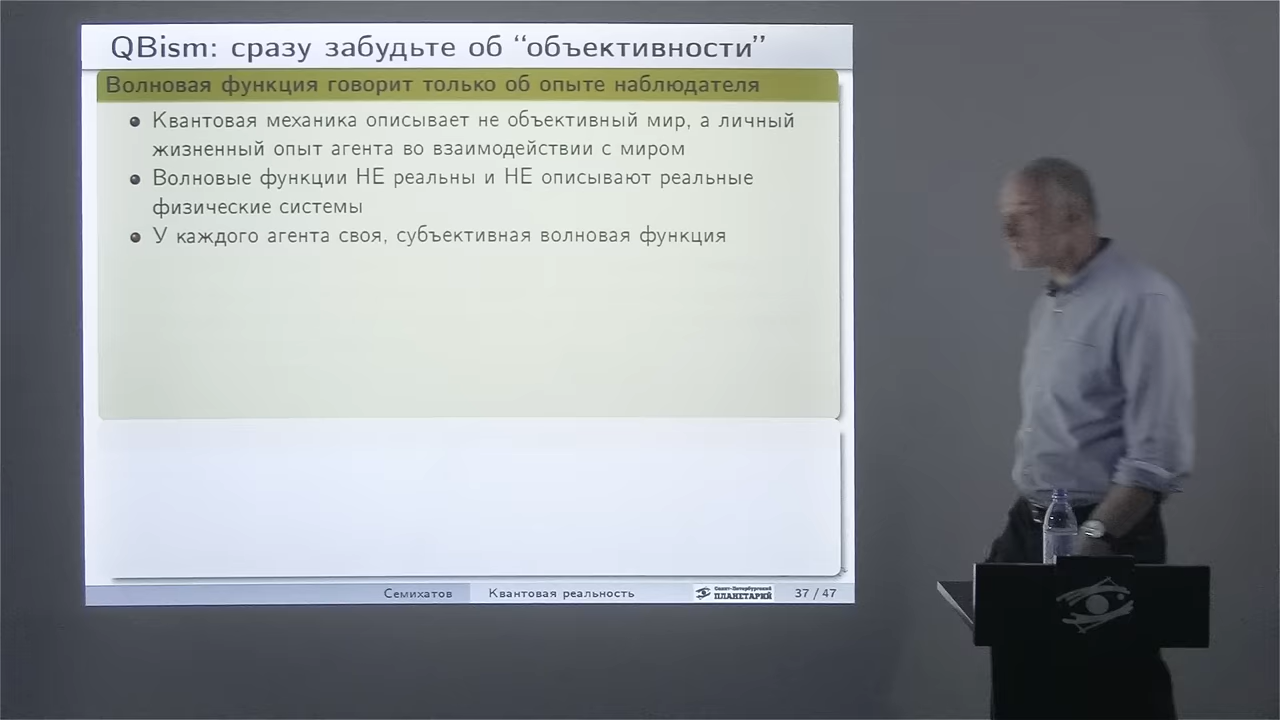 QBism: сразу забудьте об “объективности”
Волновая функция говорит только об опыте наблюдателя
Квантовая механика описывает не объективный мир, а личный
жизненный опыт агента во взаимодействии с миром
Волновые функции НЕ реальны и НЕ описывают реальные
физические системы
У каждого агента своя, субъективная волновая функция
Семихатов
Квантовая реальность
Санкт-Петербургский
ПЛАНЕТАРИЙ
37 / 47